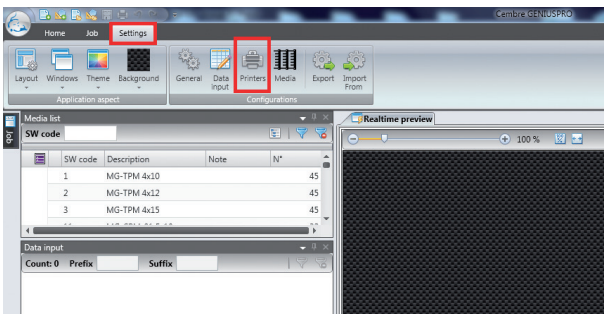 Cembre GENIUSPRO
Home Job Settings
Layout Windows Theme Background General Data input Printers Media Export Import From
Application aspect Configurations
Job
Media list
SW code
SW code Description Note N°
1 MG-TPM 4x10 45
2 MG-TPM 4x12 45
3 MG-TPM 4x15 45
Data input
Count: 0 Prefix Suffix
Realtime preview
100 %